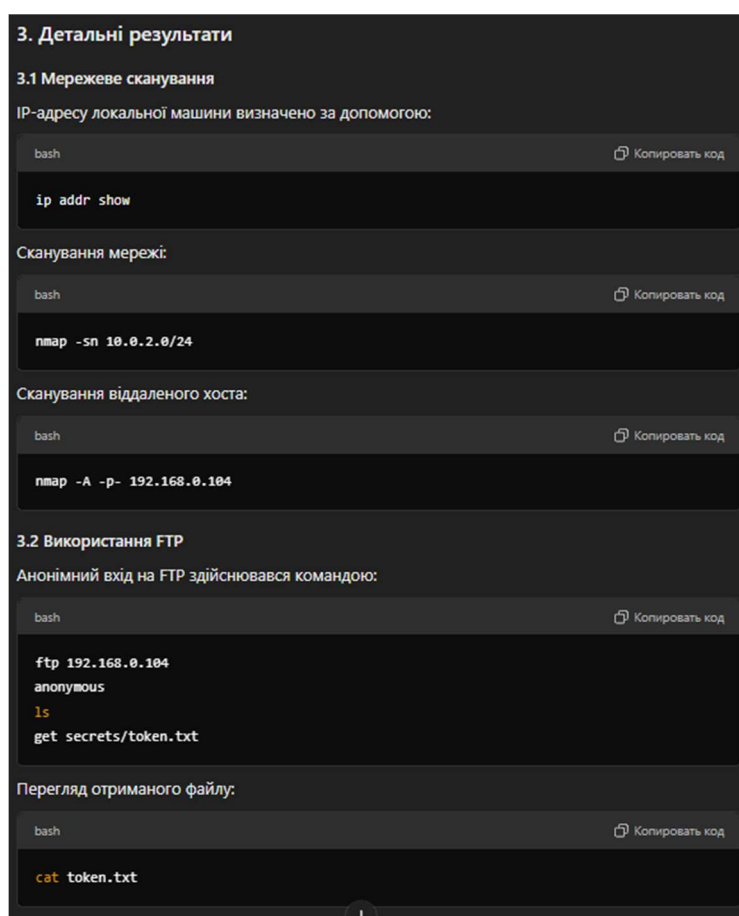 3. Детальні результати
3.1 Мережеве сканування
IP-адресу локальної машини визначено за допомогою:
bash
Копировать код
ip addr show
Сканування мережі:
bash
Копировать код
nmap -sn 10.0.2.0/24
Сканування віддаленого хоста:
bash
Копировать код
nmap -A -p- 192.168.0.104
3.2 Використання FTP
Анонімний вхід на FTP здійснювався командою:
bash
Копировать код
ftp 192.168.0.104
anonymous
ls
get secrets/token.txt
Перегляд отриманого файлу:
bash
Копировать код
cat token.txt